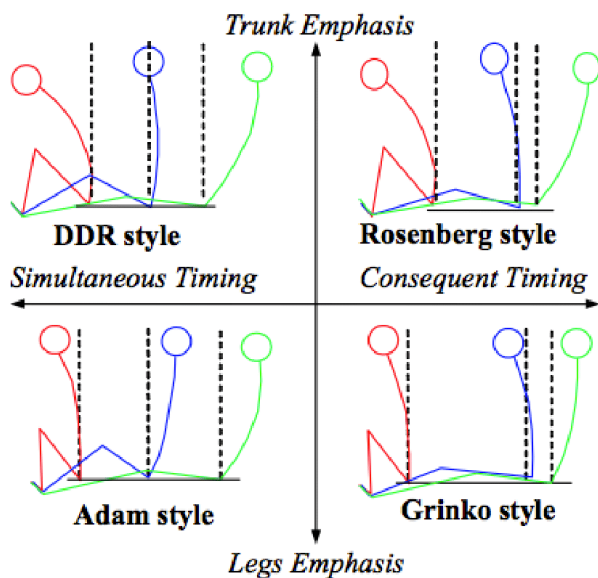 Trunk Emphasis
DDR style
Rosenberg style
Simultaneous Timing
Consequent Timing
Adam style
Grinko style
Legs Emphasis